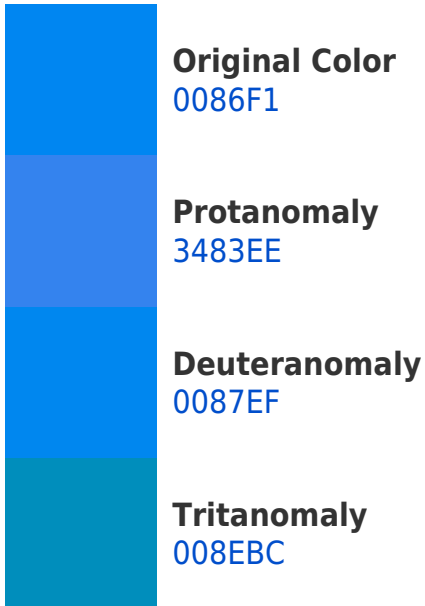 Original Color
0086F1
Protanomaly
3483EE
Deuteranomaly
0087EF
Tritanomaly
008EBC